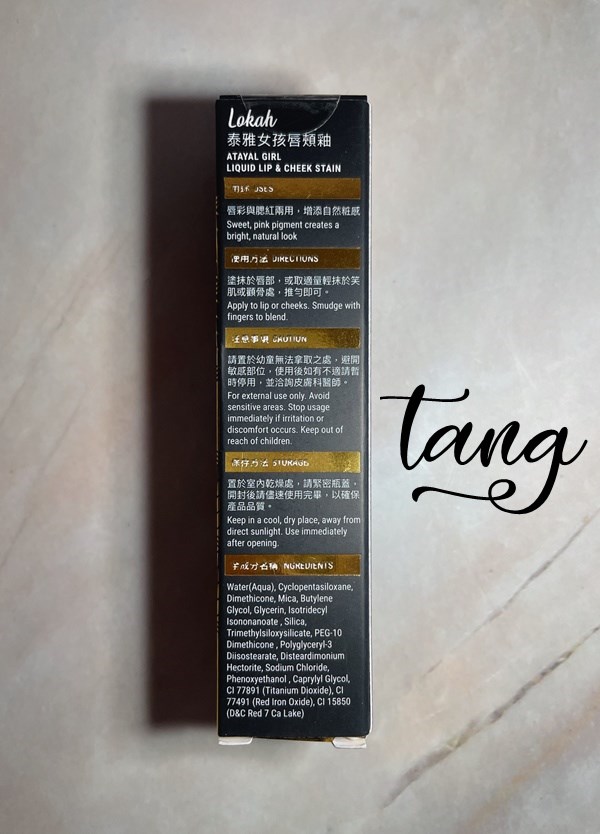 Lokah
泰雅女孩唇頰釉
ATAYAL GIRL
LIQUID LIP & CHEEK STAIN
用途 USES
唇彩與腮紅兩用，增添自然粧感
Sweet, pink pigment creates a
bright, natural look
使用方法 DIRECTIONS
塗抹於唇部，或取適量輕抹於笑
肌或顴骨處，推勻即可。
Apply to lip or cheeks. Smudge with
fingers to blend.
注意事項 CAUTION
請置於幼童無法拿取之處，避開
敏感部位，使用後如有不適請暫
時停用，並洽詢皮膚科醫師。
For external use only. Avoid
sensitive areas. Stop usage
immediately if irritation or
discomfort occurs. Keep out of
reach of children.
保存方法 STORAGE
置於室內乾燥處，請緊密瓶蓋，
開封後請儘速使用完畢，以確保
產品品質。
Keep in a cool, dry place, away from
direct sunlight. Use immediately
after opening.
全成分名稱 INGREDIENTS
Water(Aqua), Cyclopentasiloxane,
Dimethicone, Mica, Butylene
Glycol, Glycerin, Isotridecyl
Isononanoate , Silica,
Trimethylsiloxysilicate, PEG-10
Dimethicone , Polyglyceryl-3
Diisostearate, Disteardimonium
Hectorite, Sodium Chloride,
Phenoxyethanol , Caprylyl Glycol,
CI 77891 (Titanium Dioxide), CI
77491 (Red Iron Oxide), CI 15850
(D&C Red 7 Ca Lake)
tang